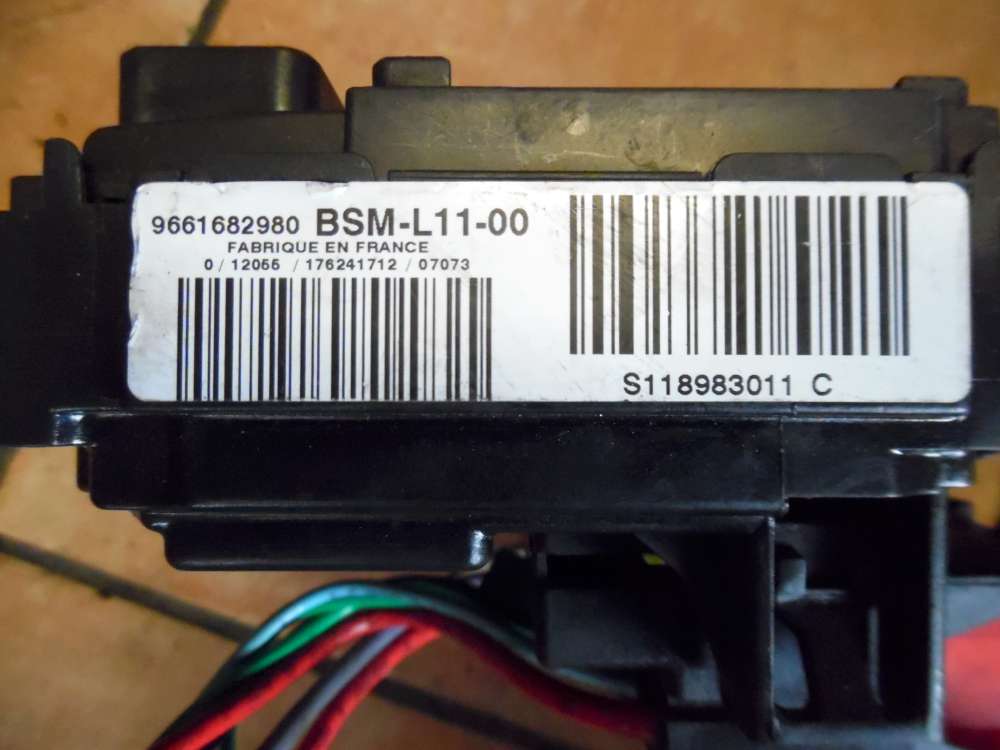 9661682980 BSM-L11-00
FABRIQUE EN FRANCE
0 / 12055 / 176241712 / 07073
S118983011 C